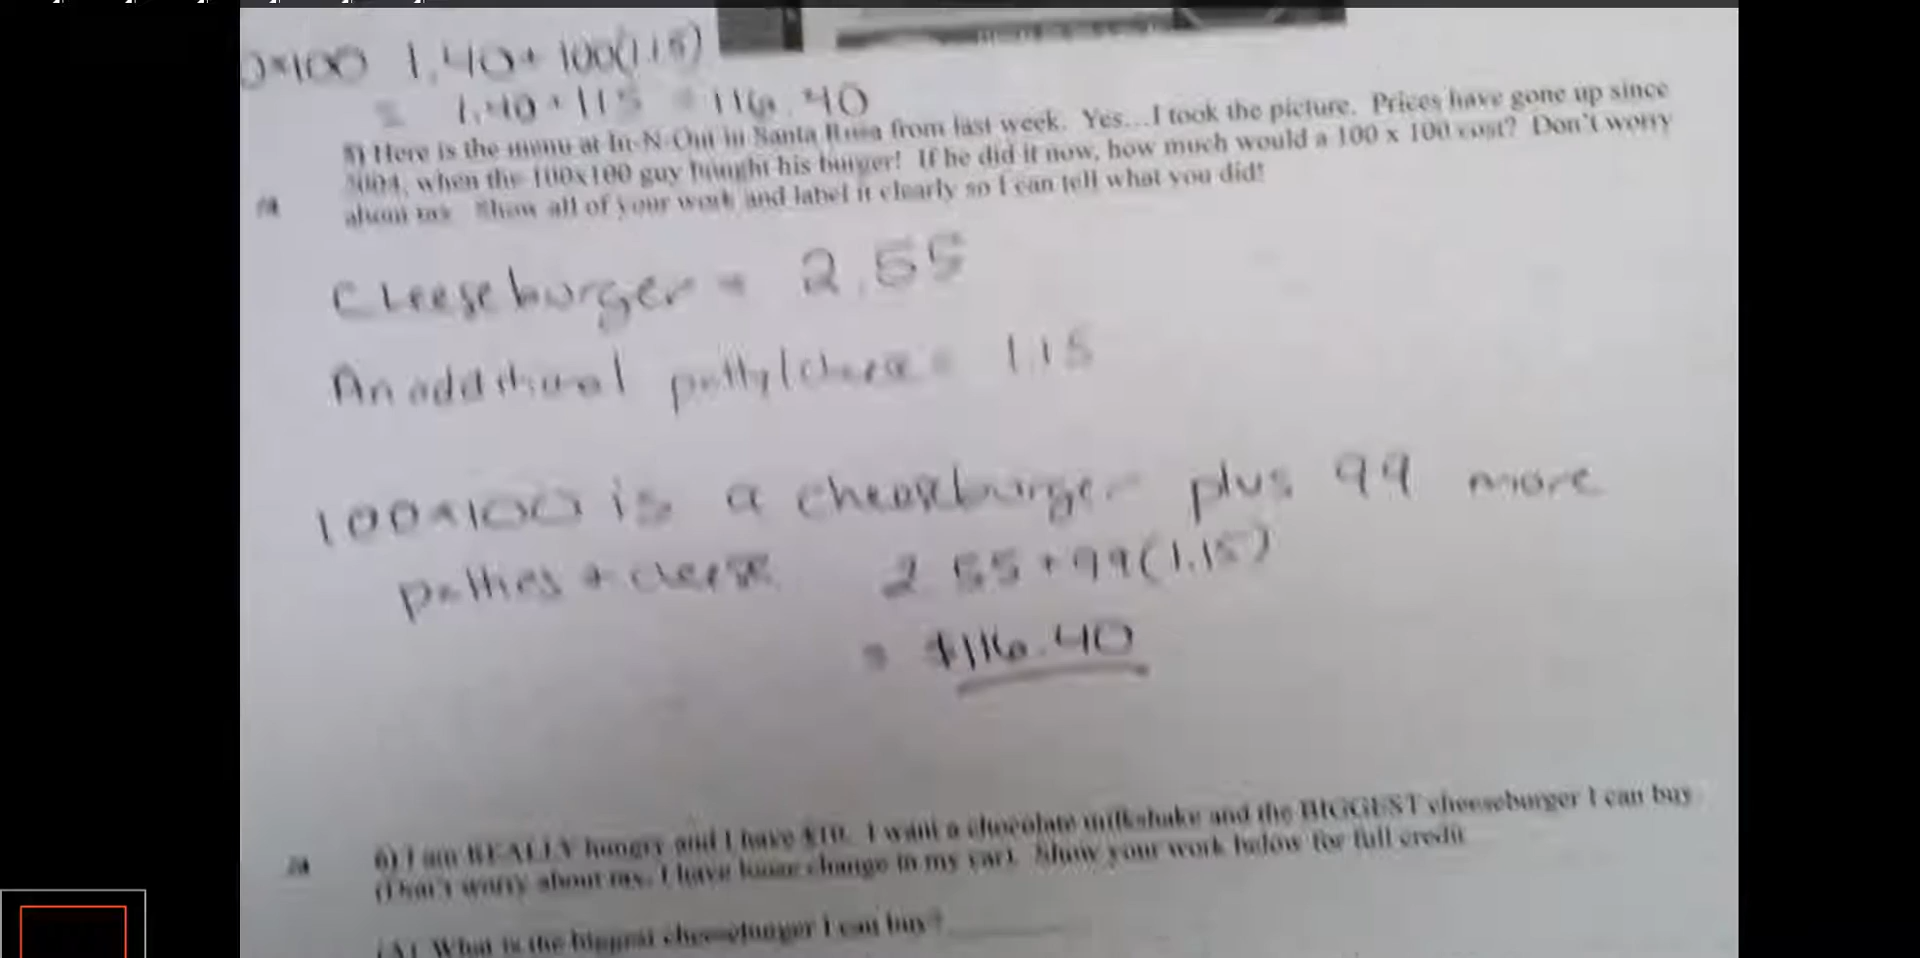 0×100 1.40+ 100(1.15)
= 1.40+115 = 116.40
5) Here is the menu at In-N-Out in Santa Rosa from last week. Yes...I took the picture. Prices have gone up since
2004, when the 100x100 guy bought his burger! If he did it now, how much would a 100 x 100 cost? Don't worry
about tax. Show all of your work and label it clearly so I can tell what you did!
Cheeseburger = 2.55
An additional patty/cheese = 1.15
100×100 is a cheeseburger plus 99 more
patties + cheese 2.55+99(1.15)
= $116.40
6) I am REALLY hungry and I have $10. I want a chocolate milkshake and the BIGGEST cheeseburger I can buy.
(Don't worry about tax, I have loose change in my car). Show your work below for full credit.
(A) What is the biggest cheeseburger I can buy?